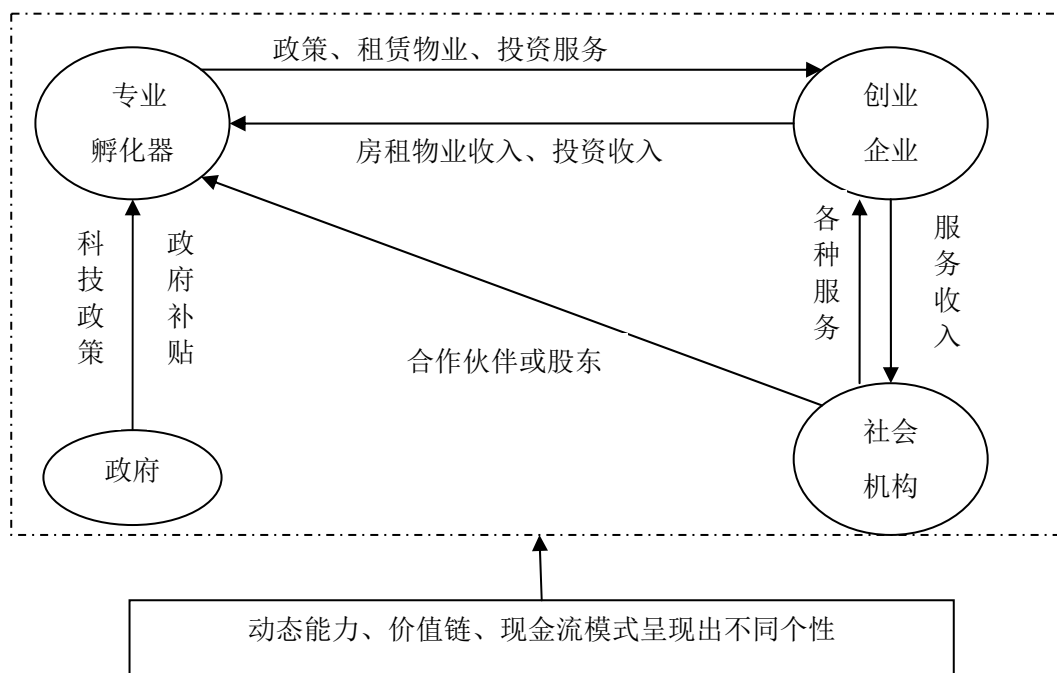 政策、租赁物业、投资服务
专业
孵化器
创业
企业
房租物业收入、投资收入
科技政策
政府补贴
各种服务
服务收入
合作伙伴或股东
政府
社会
机构
动态能力、价值链、现金流模式呈现出不同个性